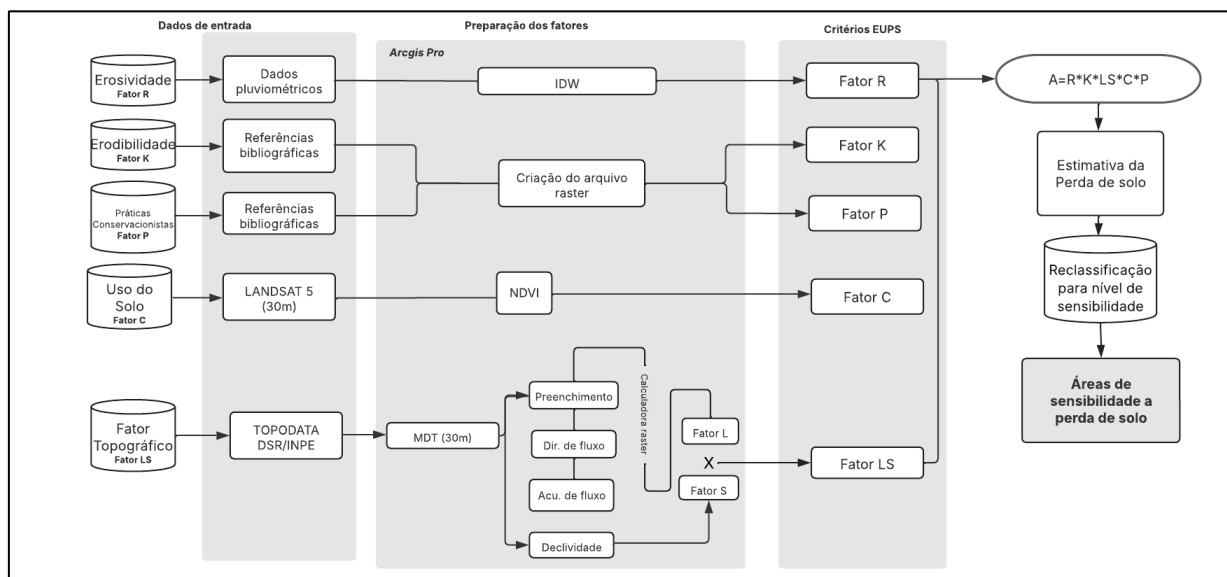 Dados de entrada
Preparação dos fatores
Critérios EUPS
Arcgis Pro
Erosividade
Fator R
Dados
pluviométricos
IDW
Fator R
A=R*K*LS*C*P
Erodibilidade
Fator K
Referências
bibliográficas
Fator K
Criação do arquivo
raster
Estimativa da
Perda de solo
Práticas
Conservacionistas
Fator P
Referências
bibliográficas
Fator P
Uso do
Solo
Fator C
LANDSAT 5
(30m)
NDVI
Fator C
Reclassificação
para nível de
sensibilidade
Fator
Topográfico
Fator LS
TOPODATA
DSR/INPE
MDT (30m)
Preenchimento
Dir. de fluxo
Acu. de fluxo
Declividade
Calculadora raster
Fator L
X
Fator S
Fator LS
Áreas de
sensibilidade a
perda de solo